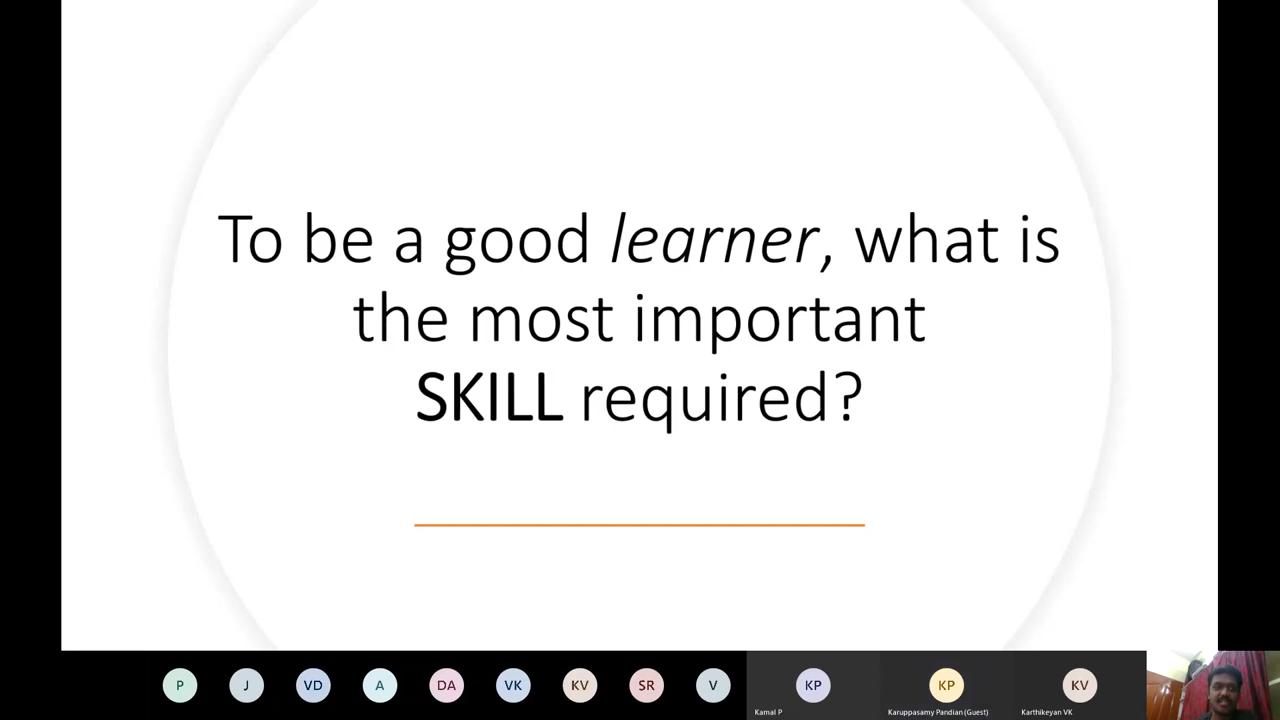 To be a good learner, what is
the most important
SKILL required?
P
J
VD
A
DA
VK
KV
SR
V
KP
KP
KV
Kamal P
Karuppasamy Pandian (Guest)
Karthikeyan VK